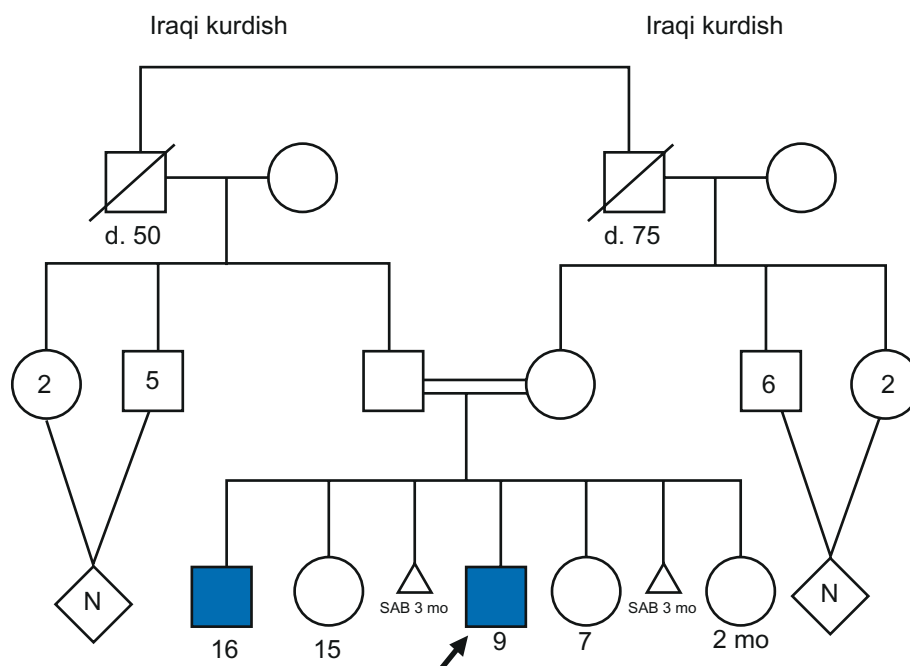 Iraqi kurdish Iraqi kurdish
d. 50 d. 75
2 5 6 2
N SAB 3 mo SAB 3 mo N
16 15 9 7 2 mo